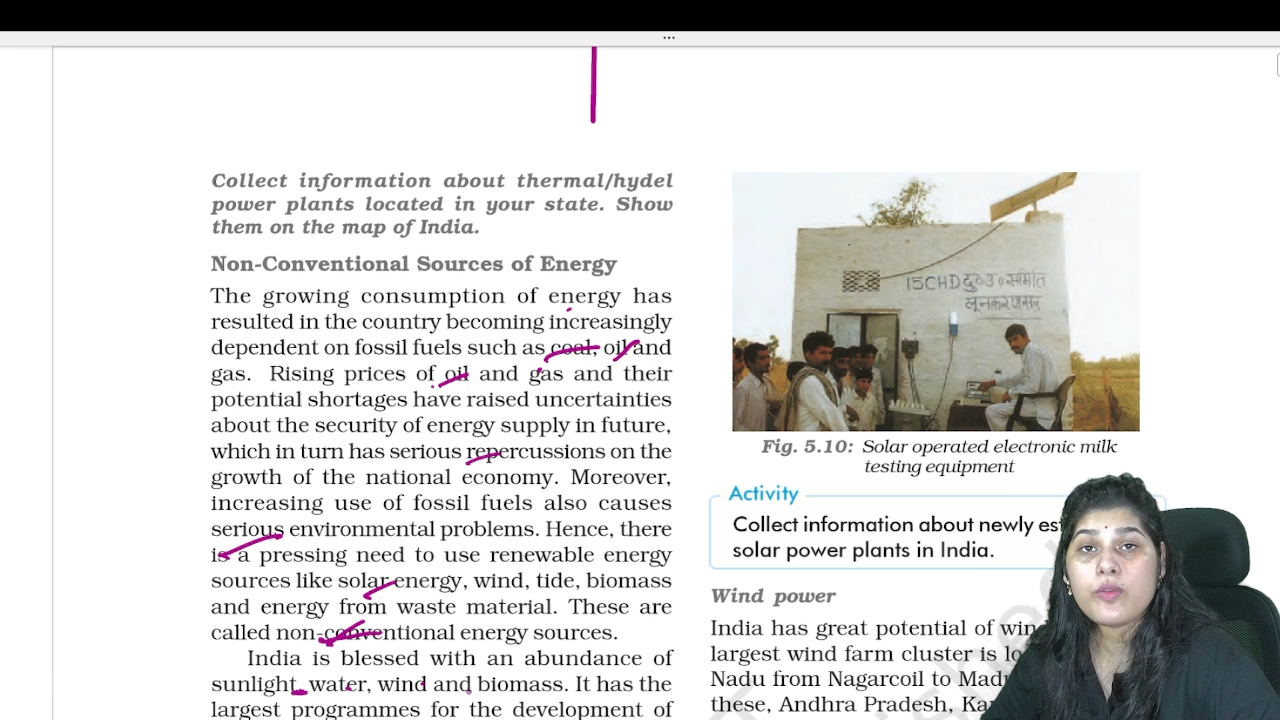 Collect information about thermal/hydel
power plants located in your state. Show
them on the map of India.
Non-Conventional Sources of Energy
The growing consumption of energy has
resulted in the country becoming increasingly
dependent on fossil fuels such as coal, oil and
gas. Rising prices of oil and gas and their
potential shortages have raised uncertainties
about the security of energy supply in future,
which in turn has serious repercussions on the
growth of the national economy. Moreover,
increasing use of fossil fuels also causes
serious environmental problems. Hence, there
is a pressing need to use renewable energy
sources like solar energy, wind, tide, biomass
and energy from waste material. These are
called non-conventional energy sources.
India is blessed with an abundance of
sunlight, water, wind and biomass. It has the
largest programmes for the development of
15CHD दु०उ०समिति
लूनकरणसर
Fig. 5.10: Solar operated electronic milk
testing equipment
Activity
Collect information about newly
solar power plants in India.
Wind power
India has great potential of
largest wind farm cluster is
Nadu from Nagarcoil to
these, Andhra Pradesh,